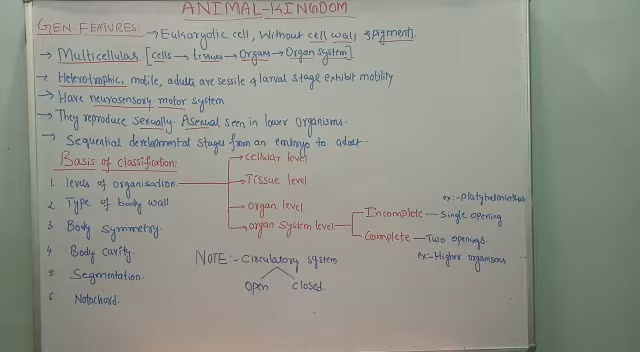 ANIMAL-KINGDOM
GEN-FEATURES:- → Eukaryotic cell, Without cell wall & pigments.
→ Multicellular [cells → tissues → Organs → Organ system]
→ Heterotrophic, motile, adults are sessile & larval stage exhibit motility
→ Have neurosensory motor system
→ They reproduce sexually. Asexual seen in lower Organisms.
→ Sequential developmental stages from an embryo to adult.
Basis of classification:
→ cellular level
1. levels of organisation → Tissue level
2 Type of body wall
→ organ level
3 Body symmetry.
→ organ system level
Incomplete — Single opening
ex:- platyhelminthes
Complete — Two openings.
ex:- Higher organisms
4 Body cavity.
5 Segmentation.
6 Notochord.
NOTE:- Circulatory system
open closed.